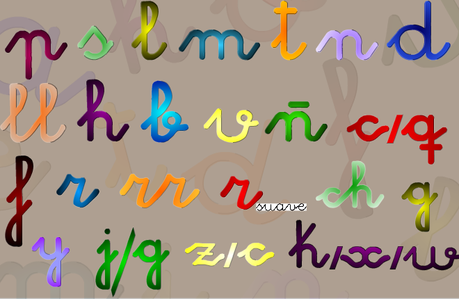 p s l m t n d
ll h b v ñ c/q
f r rr r suave ch g
y j/g z/c k/x/w